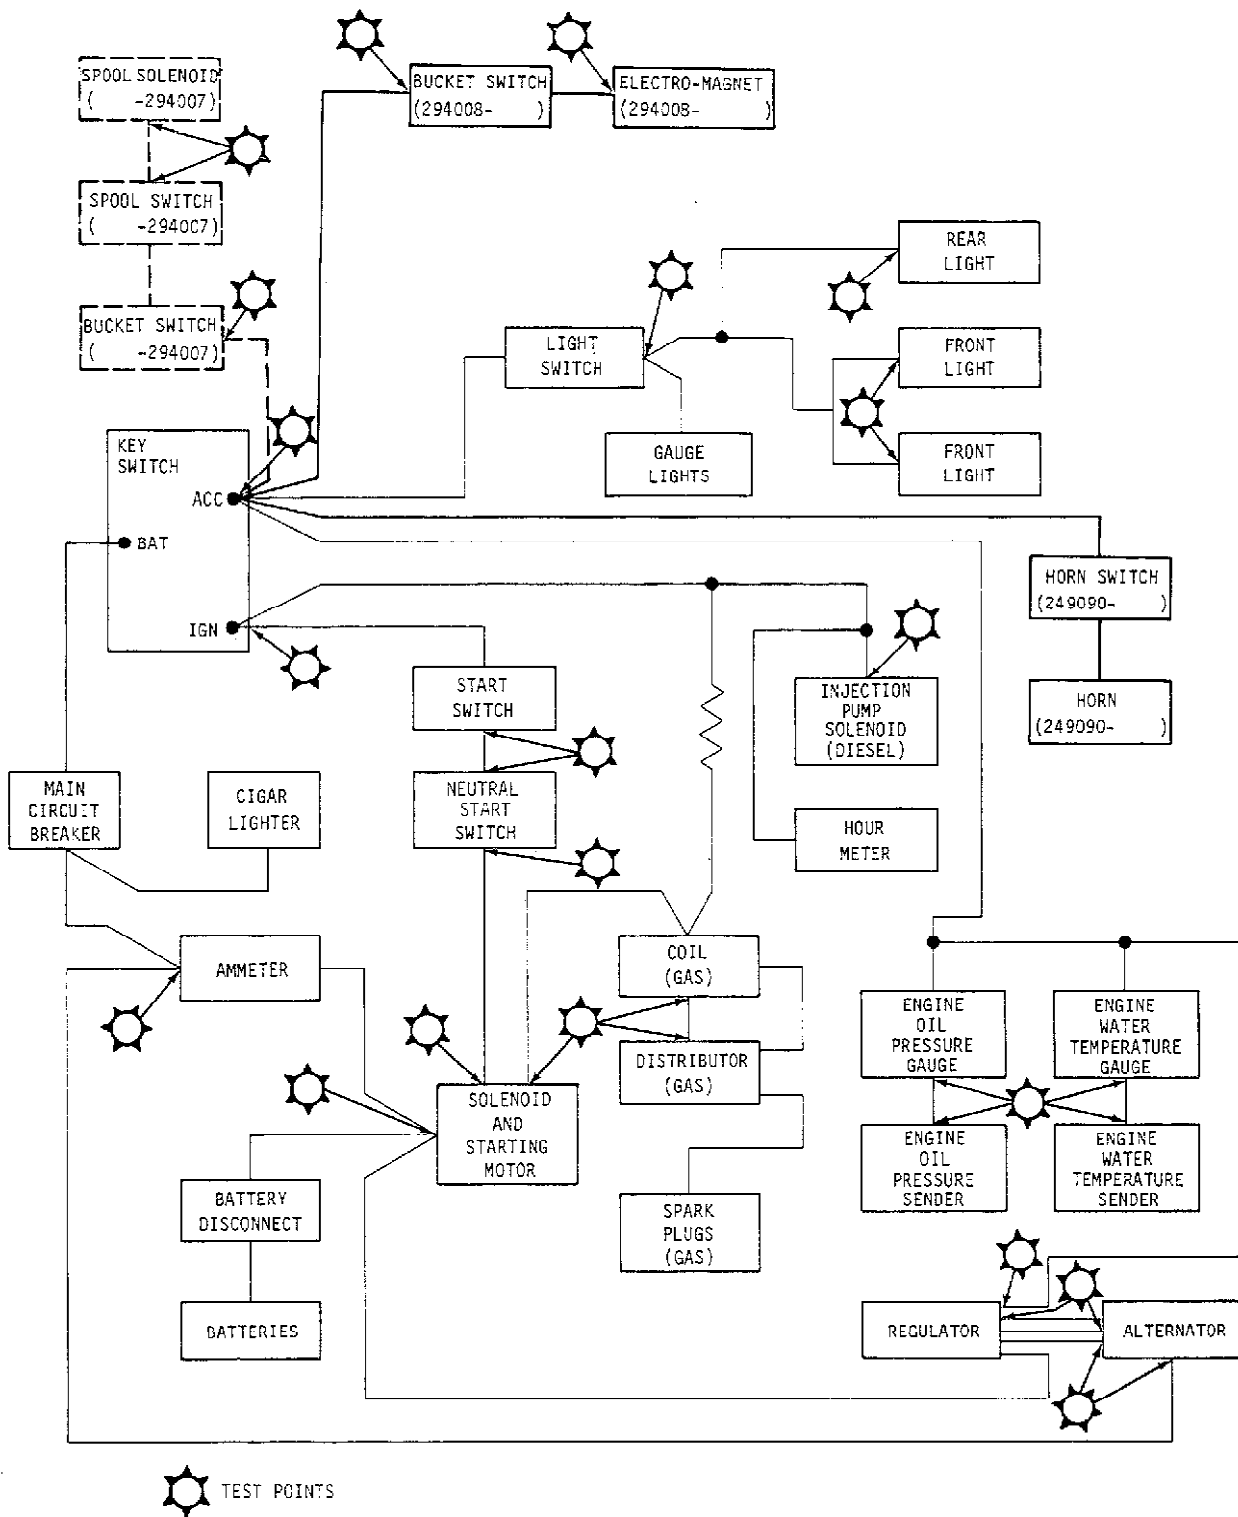 SPOOL SOLENOID
( -294007)
BUCKET SWITCH
(294008- )
ELECTRO-MAGNET
(294008- )
SPOOL SWITCH
( -294007)
REAR
LIGHT
BUCKET SWITCH
( -294007)
LIGHT
SWITCH
FRONT
LIGHT
GAUGE
LIGHTS
FRONT
LIGHT
KEY
SWITCH
ACC
BAT
IGN
HORN SWITCH
(249090- )
HORN
(249090- )
START
SWITCH
INJECTION
PUMP
SOLENOID
(DIESEL)
MAIN
CIRCUIT
BREAKER
CIGAR
LIGHTER
NEUTRAL
START
SWITCH
HOUR
METER
AMMETER
COIL
(GAS)
ENGINE
OIL
PRESSURE
GAUGE
ENGINE
WATER
TEMPERATURE
GAUGE
DISTRIBUTOR
(GAS)
SOLENOID
AND
STARTING
MOTOR
ENGINE
OIL
PRESSURE
SENDER
ENGINE
WATER
TEMPERATURE
SENDER
BATTERY
DISCONNECT
SPARK
PLUGS
(GAS)
BATTERIES
REGULATOR
ALTERNATOR
TEST POINTS